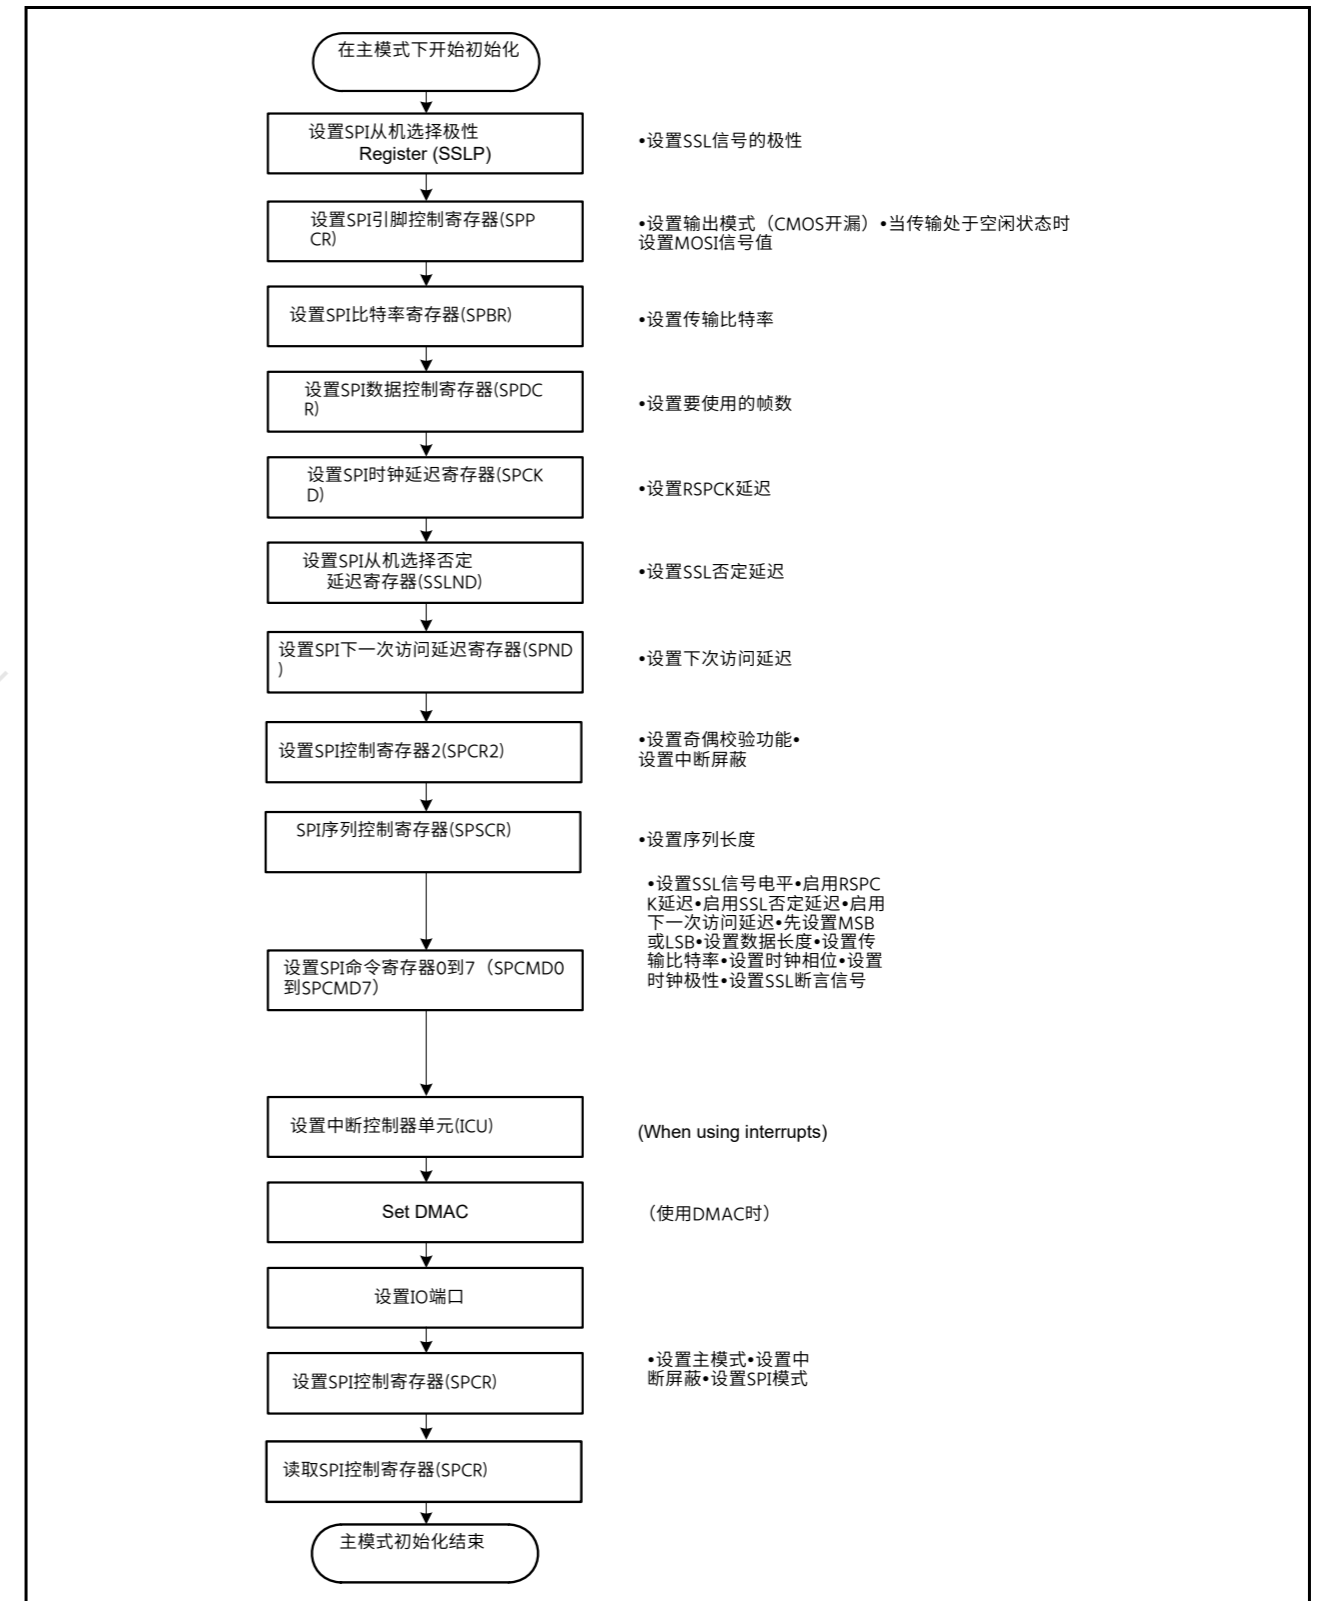 在主模式下开始初始化
设置SPI从机选择极性
Register (SSLP)
•设置SSL信号的极性
设置SPI引脚控制寄存器(SPP
CR)
•设置输出模式（CMOS开漏）•当传输处于空闲状态时
设置MOSI信号值
设置SPI比特率寄存器(SPBR)
•设置传输比特率
设置SPI数据控制寄存器(SPDC
R)
•设置要使用的帧数
设置SPI时钟延迟寄存器(SPCK
D)
•设置RSPCK延迟
设置SPI从机选择否定
延迟寄存器(SSLND)
•设置SSL否定延迟
设置SPI下一次访问延迟寄存器(SPND
)
•设置下次访问延迟
设置SPI控制寄存器2(SPCR2)
•设置奇偶校验功能•
设置中断屏蔽
SPI序列控制寄存器(SPSCR)
•设置序列长度
•设置SSL信号电平•启用RSPC
K延迟•启用SSL否定延迟•启用
下一次访问延迟•先设置MSB
或LSB•设置数据长度•设置传
输比特率•设置时钟相位•设置
时钟极性•设置SSL断言信号
设置SPI命令寄存器0到7（SPCMD0
到SPCMD7）
设置中断控制器单元(ICU)
(When using interrupts)
Set DMAC
（使用DMAC时）
设置IO端口
设置SPI控制寄存器(SPCR)
•设置主模式•设置中
断屏蔽•设置SPI模式
读取SPI控制寄存器(SPCR)
主模式初始化结束